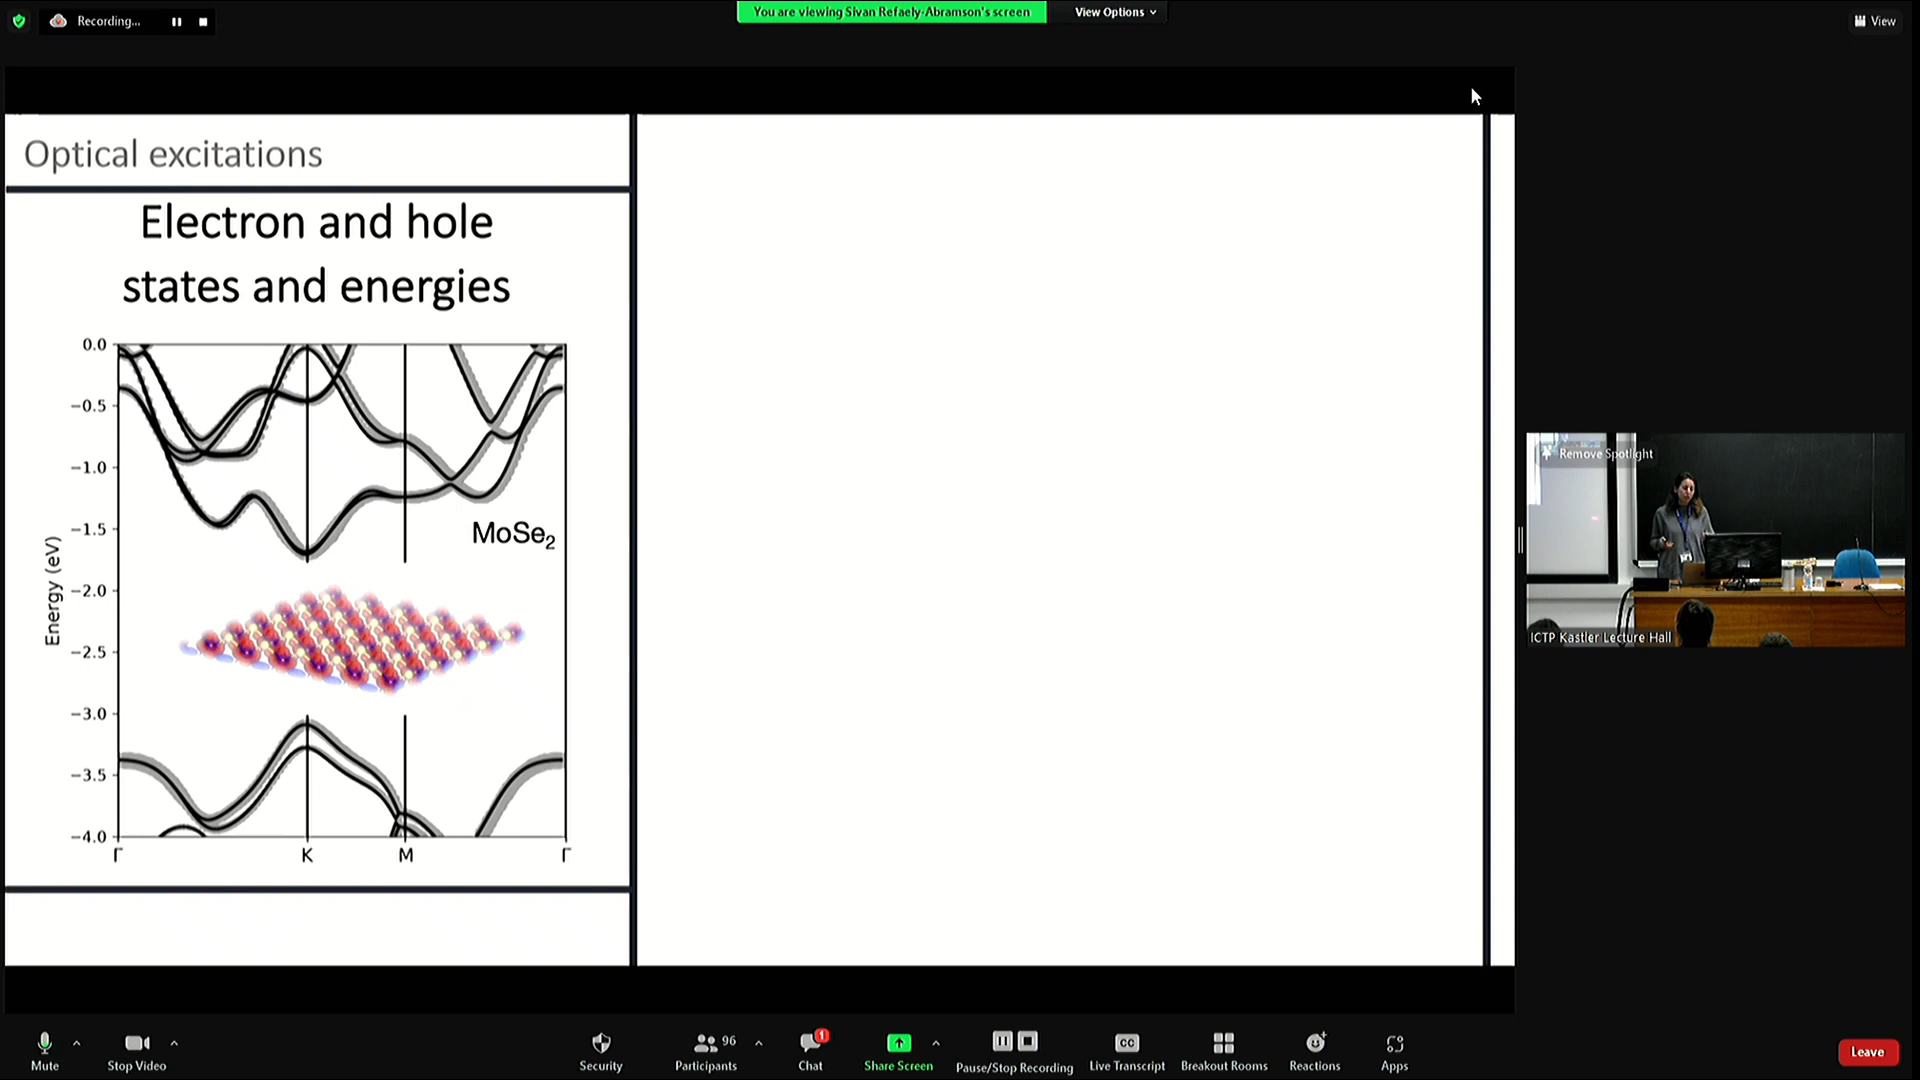 Recording...
You are viewing Sivan Refaely-Abramson's screen
View Options
View
Optical excitations
Electron and hole
states and energies
0.0
−0.5
−1.0
−1.5
−2.0
−2.5
−3.0
−3.5
−4.0
Energy (eV)
MoSe2
Γ K M Γ
Remove Spotlight
ICTP Kastler Lecture Hall
Mute
Stop Video
Security
96
Participants
1
Chat
Share Screen
Pause/Stop Recording
CC
Live Transcript
Breakout Rooms
Reactions
Apps
Leave